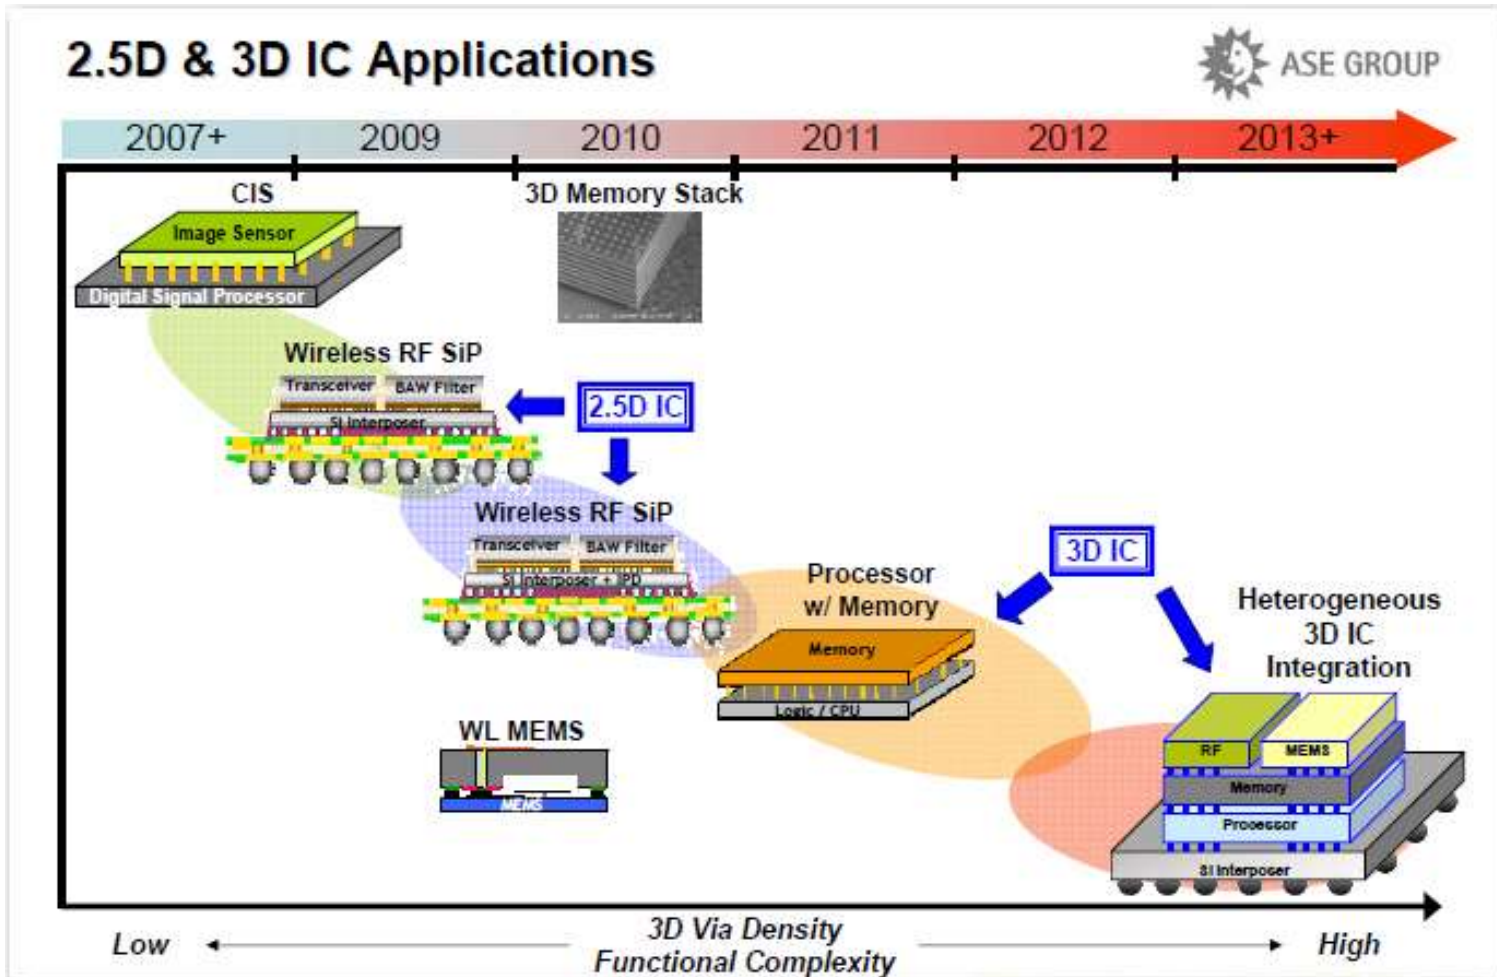 2.5D & 3D IC Applications
ASE GROUP
2007+ 2009 2010 2011 2012 2013+
CIS
Image Sensor
Digital Signal Processor
3D Memory Stack
Wireless RF SiP
Transceiver BAW Filter
Si Interposer
2.5D IC
Wireless RF SiP
Transceiver BAW Filter
Si Interposer + IPD
3D IC
Processor
w/ Memory
Memory
Logic / CPU
Heterogeneous
3D IC
Integration
RF MEMS
Memory
Processor
Si Interposer
WL MEMS
MEMS
Low 3D Via Density High
Functional Complexity